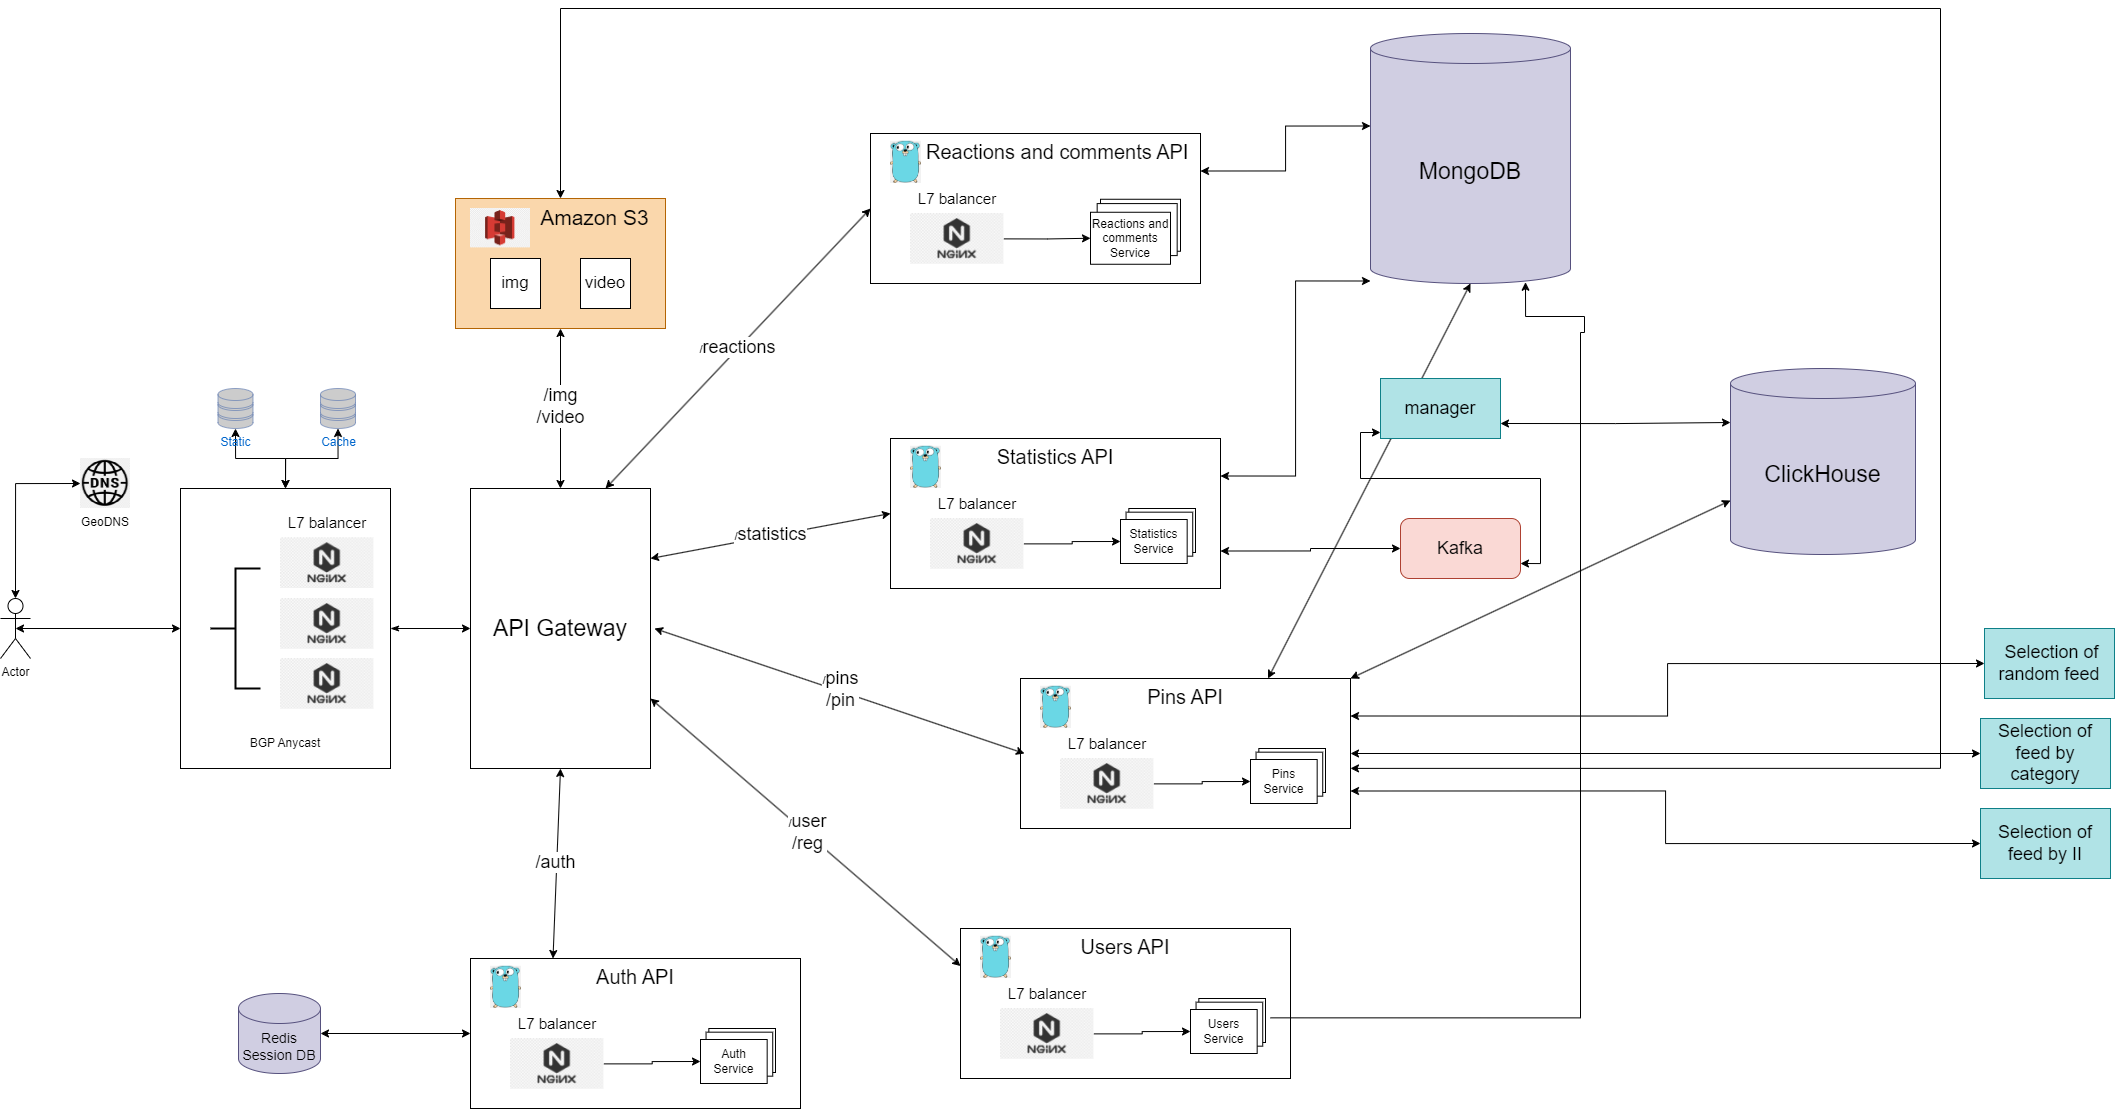 Amazon S3
img
video
/img
/video
Reactions and comments API
L7 balancer
NGINX
Reactions and
comments
Service
MongoDB
/reactions
manager
ClickHouse
Static
Cache
DNS
GeoDNS
Actor
L7 balancer
NGINX
NGINX
NGINX
BGP Anycast
API Gateway
/statistics
Statistics API
L7 balancer
NGINX
Statistics
Service
Kafka
/pins
/pin
Pins API
L7 balancer
NGINX
Pins
Service
Selection of
random feed
Selection of
feed by
category
Selection of
feed by II
/user
/reg
/auth
Users API
L7 balancer
NGINX
Users
Service
Auth API
L7 balancer
NGINX
Auth
Service
Redis
Session DB